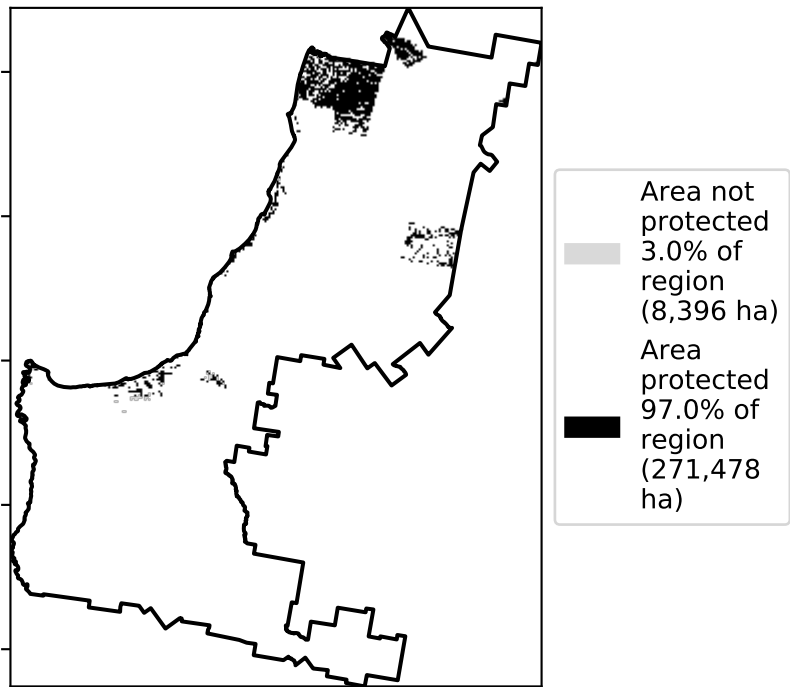 Area not
protected
3.0% of
region
(8,396 ha)
Area
protected
97.0% of
region
(271,478
ha)